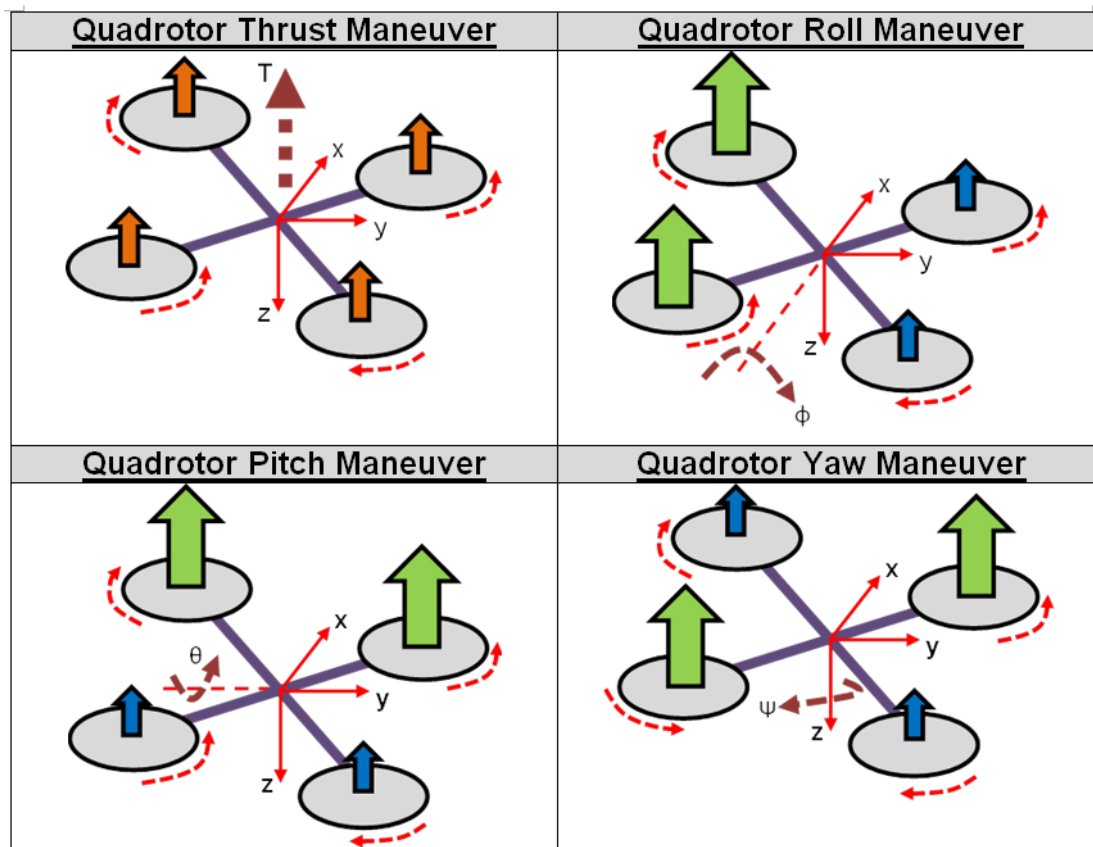 Quadrotor Thrust Maneuver
T
x
y
z
Quadrotor Roll Maneuver
x
y
z
ϕ
Quadrotor Pitch Maneuver
θ
x
y
z
Quadrotor Yaw Maneuver
x
y
ψ
z